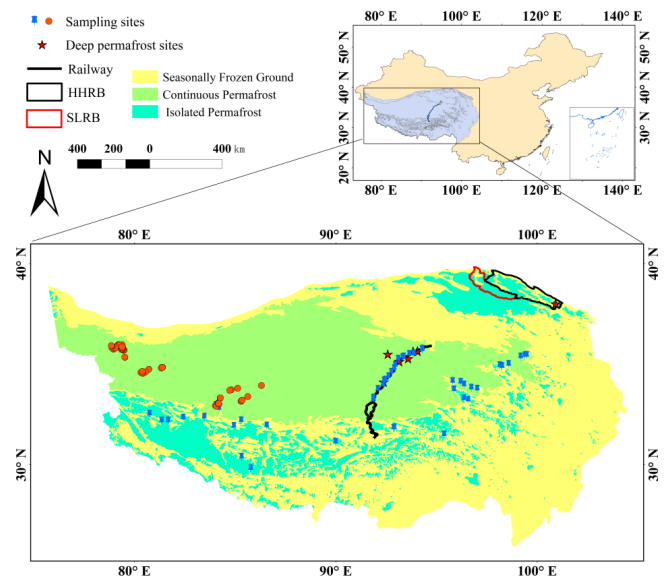 Sampling sites
Deep permafrost sites
Railway
HHRB
SLRB
Seasonally Frozen Ground
Continuous Permafrost
Isolated Permafrost
N
400 200 0 400 km
80° E 100° E 120° E 140° E
50° N
40° N
30° N
20° N
50° N
40° N
30° N
20° N
80° E 100° E 120°E 140° E
80° E 90° E 100° E
40° N
30° N
40° N
30° N
80° E 90° E 100° E